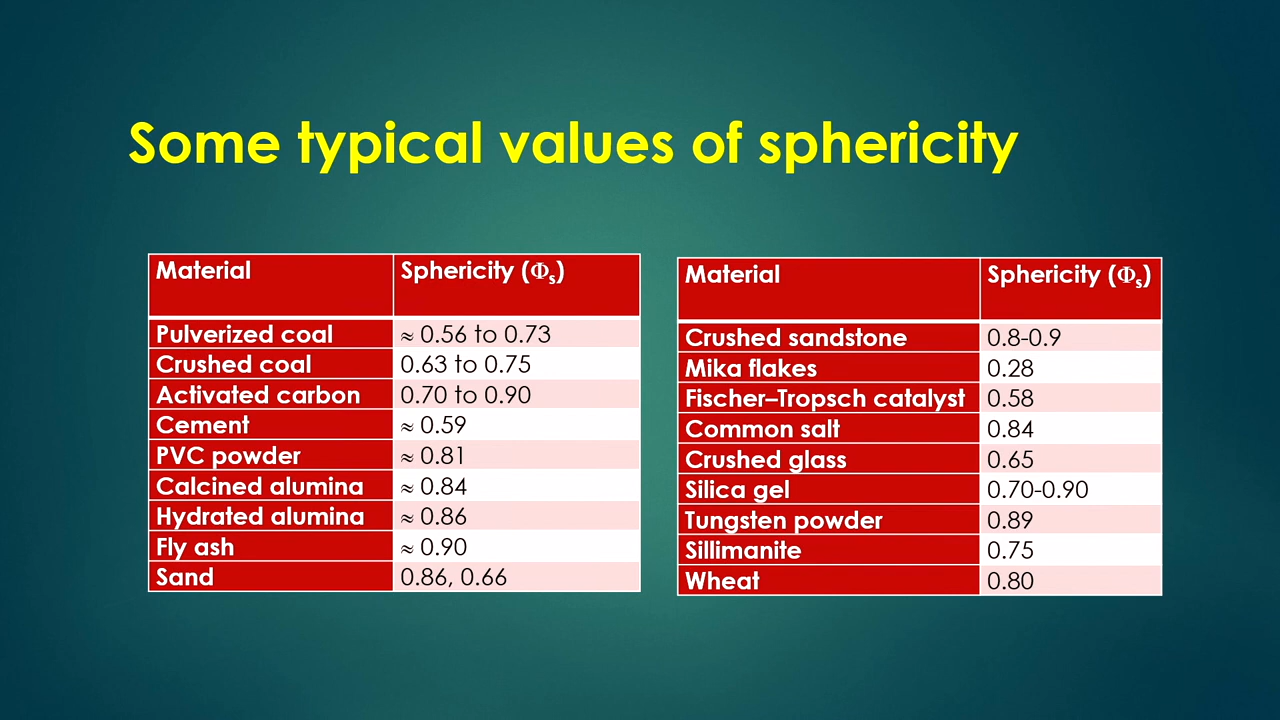 Some typical values of sphericity
Material Sphericity (Φs)
Pulverized coal ≈ 0.56 to 0.73
Crushed coal 0.63 to 0.75
Activated carbon 0.70 to 0.90
Cement ≈ 0.59
PVC powder ≈ 0.81
Calcined alumina ≈ 0.84
Hydrated alumina ≈ 0.86
Fly ash ≈ 0.90
Sand 0.86, 0.66
Material Sphericity (Φs)
Crushed sandstone 0.8-0.9
Mika flakes 0.28
Fischer–Tropsch catalyst 0.58
Common salt 0.84
Crushed glass 0.65
Silica gel 0.70-0.90
Tungsten powder 0.89
Sillimanite 0.75
Wheat 0.80